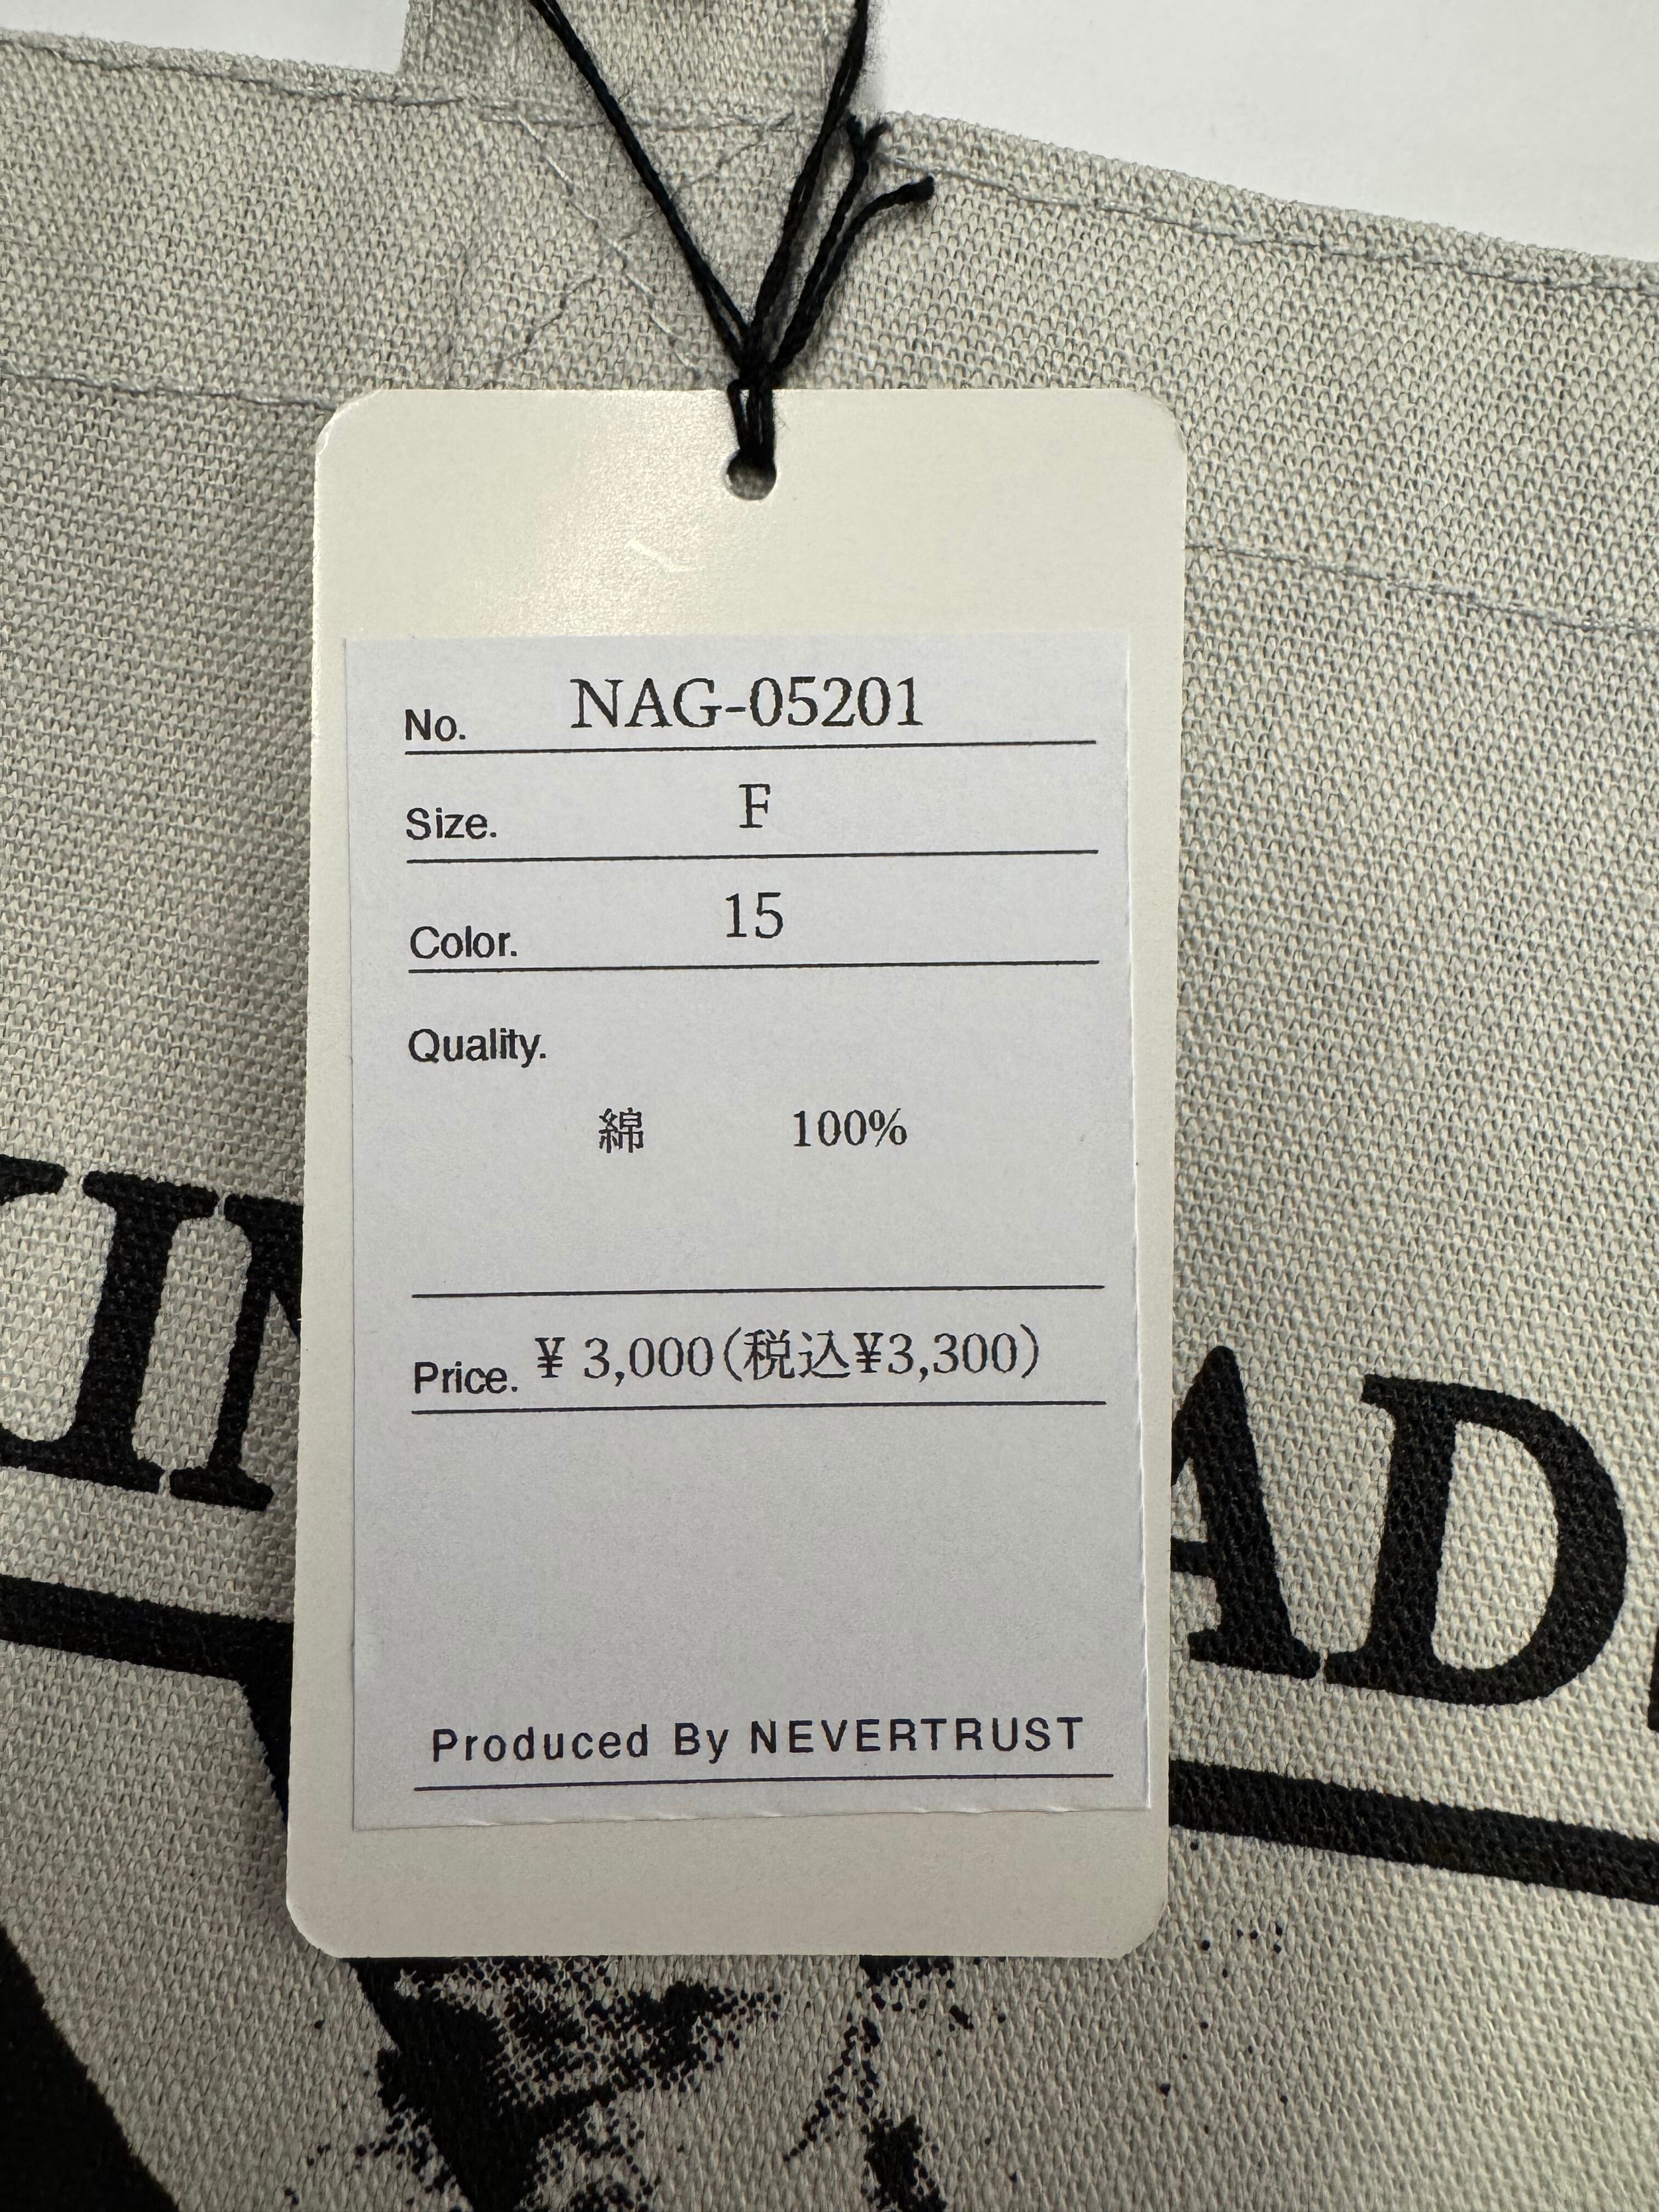 No. NAG-05201
Size. F
Color. 15
Quality.
綿 100%
Price. ¥ 3,000(税込¥3,300)
Produced By NEVERTRUST